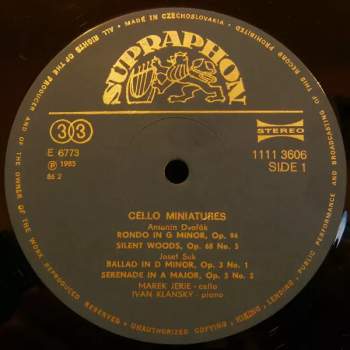 MADE IN CZECHOSLOVAKIA • ALL RIGHTS OF THE PRODUCER AND OF THE OWNER OF THE WORK REPRODUCED RESERVED • UNAUTHORIZED COPYING, HIRING, LENDING, PUBLIC PERFORMANCE AND BROADCASTING OF THIS RECORD PROHIBITED
SUPRAPHON
33
STEREO
E 6773
1111 3606
℗ 1985
SIDE 1
86 2
CELLO MINIATURES
Antonín Dvořák
RONDO IN G MINOR, Op. 94
SILENT WOODS, Op. 68 No. 5
Josef Suk
BALLAD IN D MINOR, Op. 3 No. 1
SERENADE IN A MAJOR, Op. 3 No. 2
MAREK JERIE - cello
IVAN KLÁNSKÝ - piano